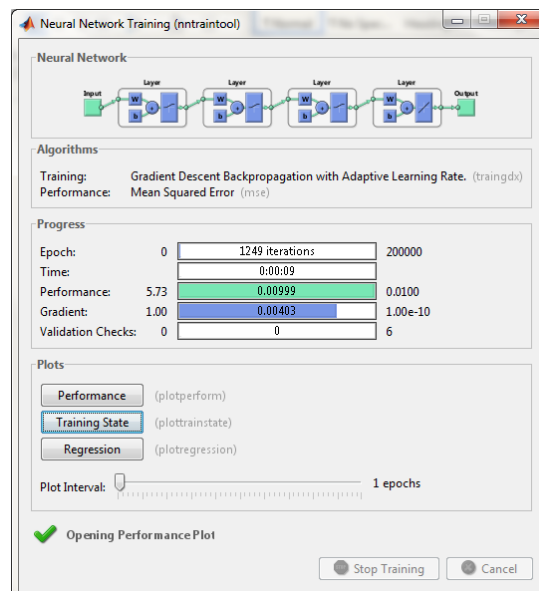 Neural Network Training (nntraintool)
Neural Network
Layer Layer Layer Layer
Input Output
W W W W
b b b b
Algorithms
Training: Gradient Descent Backpropagation with Adaptive Learning Rate. (traingdx)
Performance: Mean Squared Error (mse)
Progress
Epoch: 0 1249 iterations 200000
Time: 0:00:09
Performance: 5.73 0.00999 0.0100
Gradient: 1.00 0.00403 1.00e-10
Validation Checks: 0 0 6
Plots
Performance (plotperform)
Training State (plottrainstate)
Regression (plotregression)
Plot Interval: 1 epochs
Opening Performance Plot
Stop Training Cancel